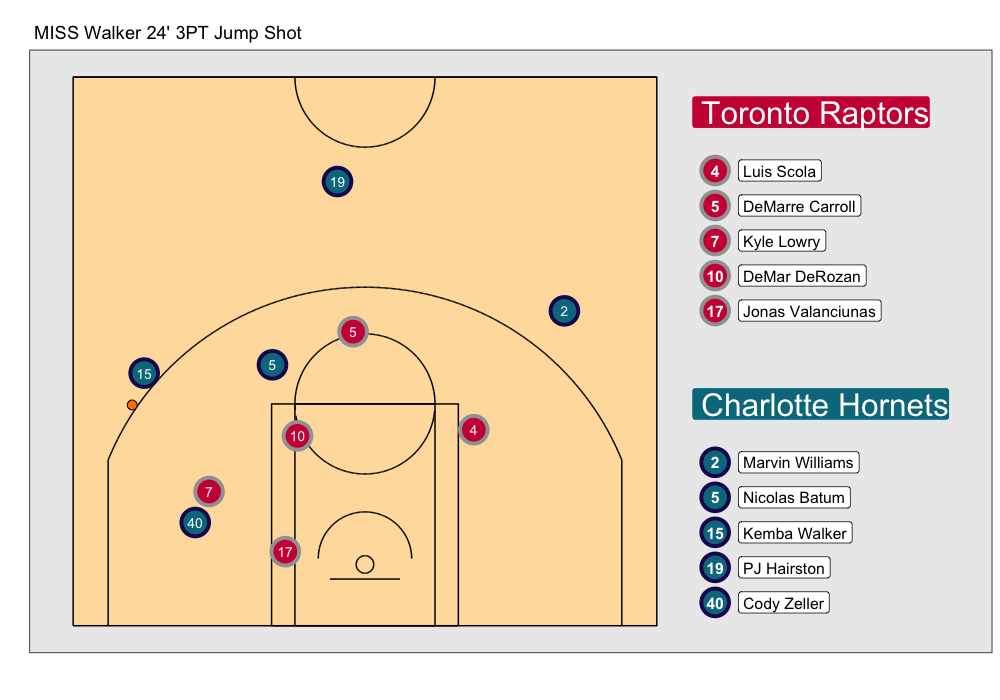 MISS Walker 24' 3PT Jump Shot
19
2
5
5
15
10
4
7
40
17
Toronto Raptors
4 Luis Scola
5 DeMarre Carroll
7 Kyle Lowry
10 DeMar DeRozan
17 Jonas Valanciunas
Charlotte Hornets
2 Marvin Williams
5 Nicolas Batum
15 Kemba Walker
19 PJ Hairston
40 Cody Zeller